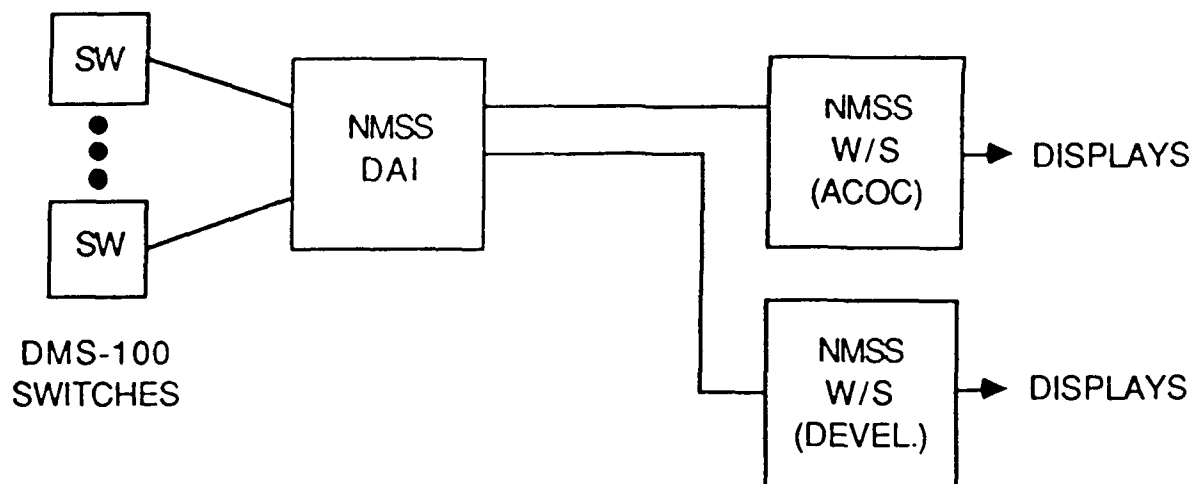 SW
SW
DMS-100
SWITCHES
NMSS
DAI
NMSS
W/S
(ACOC)
DISPLAYS
NMSS
W/S
(DEVEL.)
DISPLAYS